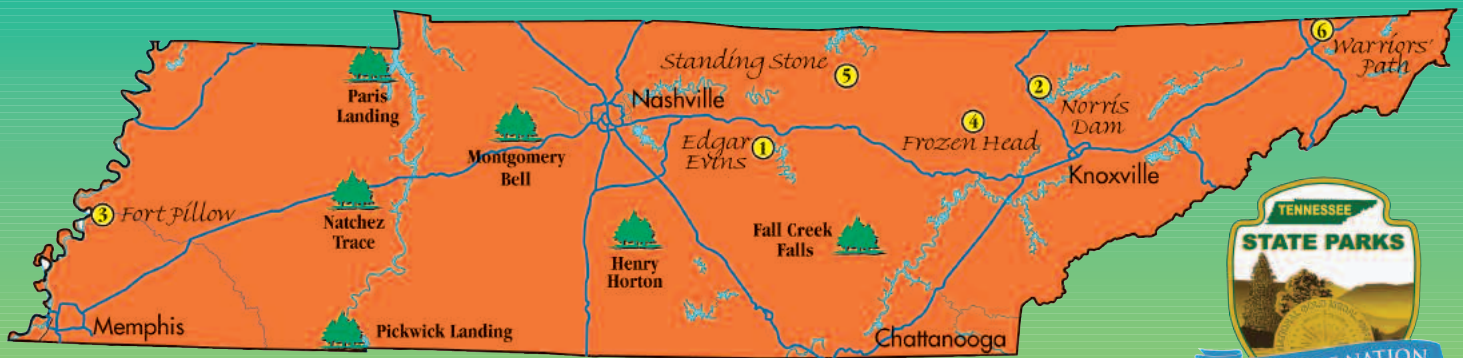 6
Warriors'
Path
Standing Stone
5
Paris
Landing
2
Norris
Dam
Nashville
Montgomery
Bell
Edgar
Evins
1
4
Frozen Head
Knoxville
3
Fort Pillow
Natchez
Trace
Fall Creek
Falls
Henry
Horton
TENNESSEE
STATE PARKS
Memphis
Pickwick Landing
Chattanooga
NATION